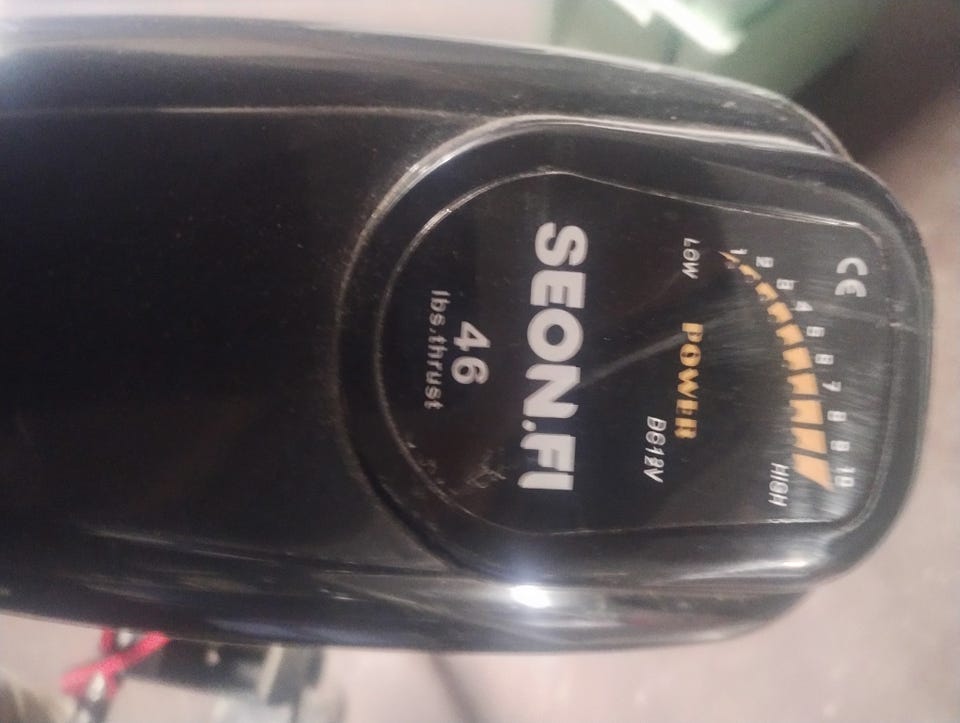 CE
1 2 3 4 5 6 7 8 9 10
LOW HIGH
POWER
DC12V
SEON.FI
46
lbs.thrust